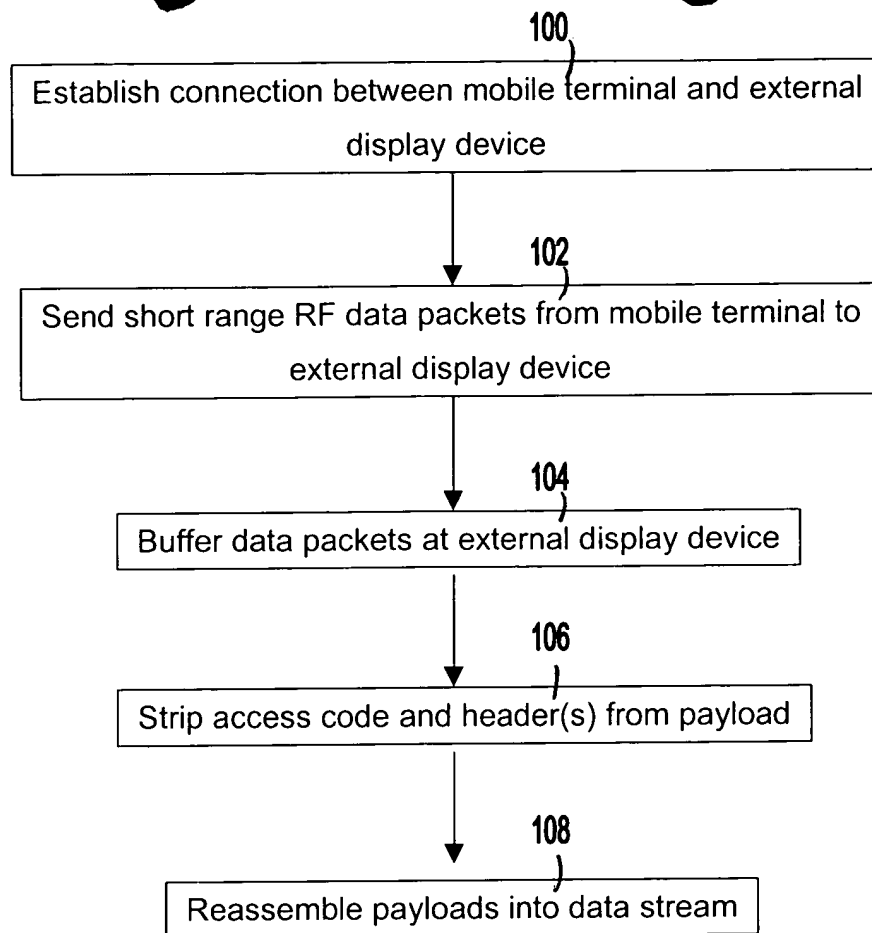 100
Establish connection between mobile terminal and external
display device
102
Send short range RF data packets from mobile terminal to
external display device
104
Buffer data packets at external display device
106
Strip access code and header(s) from payload
108
Reassemble payloads into data stream